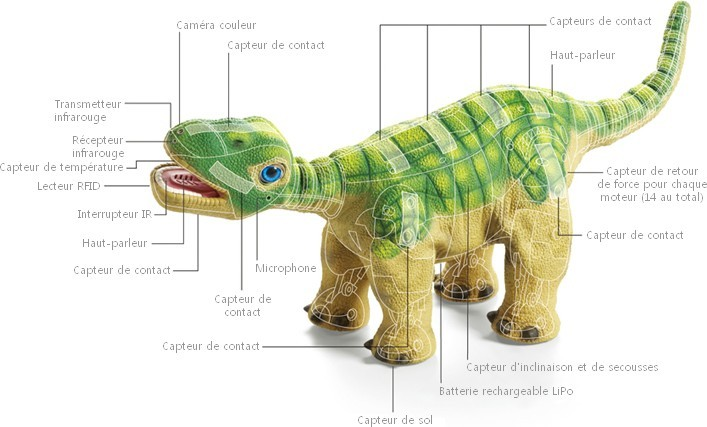 Caméra couleur
Capteur de contact
Capteurs de contact
Haut-parleur
Transmetteur
infrarouge
Récepteur
infrarouge
Capteur de température
Lecteur RFID
Interrupteur IR
Haut-parleur
Capteur de contact
Microphone
Capteur de
contact
Capteur de retour
de force pour chaque
moteur (14 au total)
Capteur de contact
Capteur de contact
Capteur d'inclinaison et de secousses
Batterie rechargeable LiPo
Capteur de sol